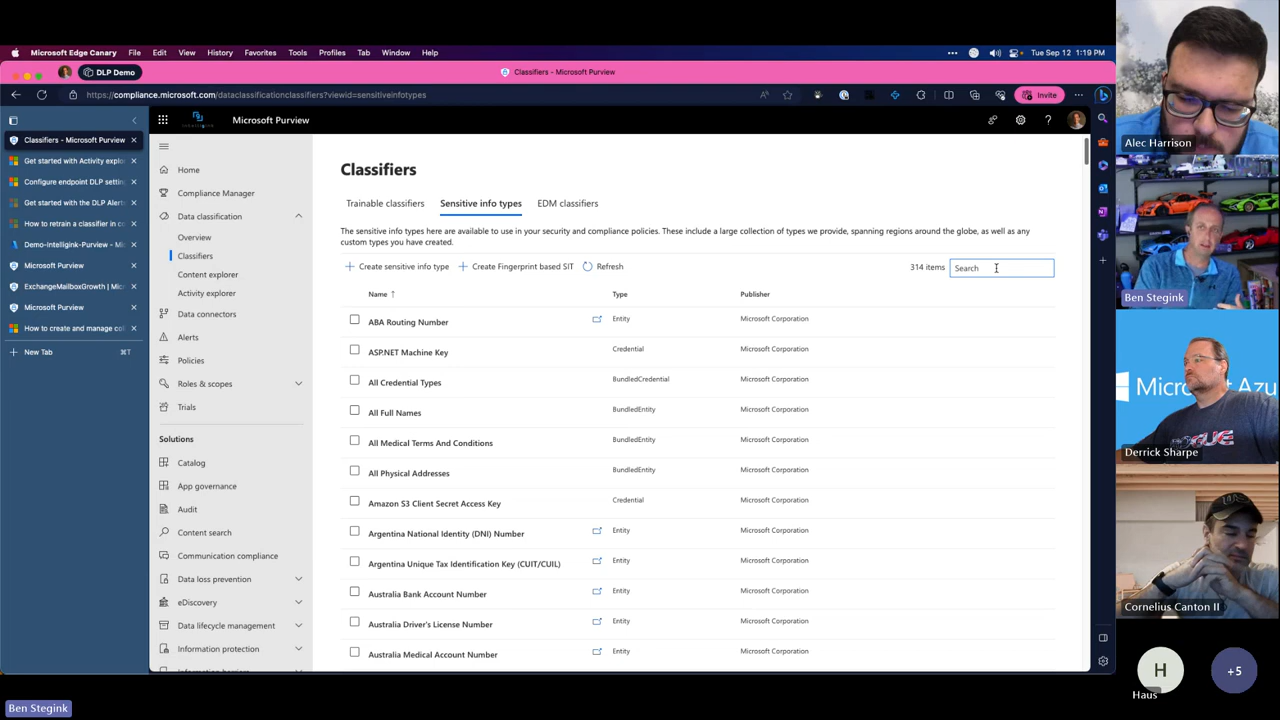 Microsoft Edge Canary File Edit View History Favorites Tools Profiles Tab Window Help
Tue Sep 12 1:19 PM
DLP Demo
Classifiers - Microsoft Purview
https://compliance.microsoft.com/dataclassificationclassifiers?viewid=sensitiveinfotypes
Invite
Classifiers - Microsoft Purview
Get started with Activity explo
Configure endpoint DLP settin
Get started with the DLP Alert
How to retrain a classifier in co
Demo-Intelligink-Purview - Mi
Microsoft Purview
ExchangeMailboxGrowth | Mic
Microsoft Purview
How to create and manage col
New Tab ⌘T
Microsoft Purview
Home
Compliance Manager
Data classification
Overview
Classifiers
Content explorer
Activity explorer
Data connectors
Alerts
Policies
Roles & scopes
Trials
Solutions
Catalog
App governance
Audit
Content search
Communication compliance
Data loss prevention
eDiscovery
Data lifecycle management
Information protection
Information barriers
Classifiers
Trainable classifiers Sensitive info types EDM classifiers
The sensitive info types here are available to use in your security and compliance policies. These include a large collection of types we provide, spanning regions around the globe, as well as any
custom types you have created.
Create sensitive info type Create Fingerprint based SIT Refresh 314 items Search
Name ↑ Type Publisher
ABA Routing Number Entity Microsoft Corporation
ASP.NET Machine Key Credential Microsoft Corporation
All Credential Types BundledCredential Microsoft Corporation
All Full Names BundledEntity Microsoft Corporation
All Medical Terms And Conditions BundledEntity Microsoft Corporation
All Physical Addresses BundledEntity Microsoft Corporation
Amazon S3 Client Secret Access Key Credential Microsoft Corporation
Argentina National Identity (DNI) Number Entity Microsoft Corporation
Argentina Unique Tax Identification Key (CUIT/CUIL) Entity Microsoft Corporation
Australia Bank Account Number Entity Microsoft Corporation
Australia Driver's License Number Entity Microsoft Corporation
Australia Medical Account Number Entity Microsoft Corporation
Alec Harrison
Ben Stegink
Microsoft Azu
ROGUE
Derrick Sharpe
Cornelius Canton II
H
Haus
+5
Ben Stegink